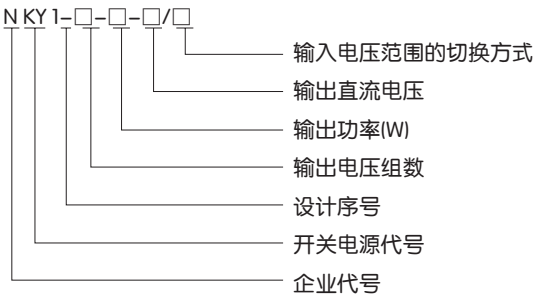 N KY 1-□-□-□/□
输入电压范围的切换方式
输出直流电压
输出功率(W)
输出电压组数
设计序号
开关电源代号
企业代号